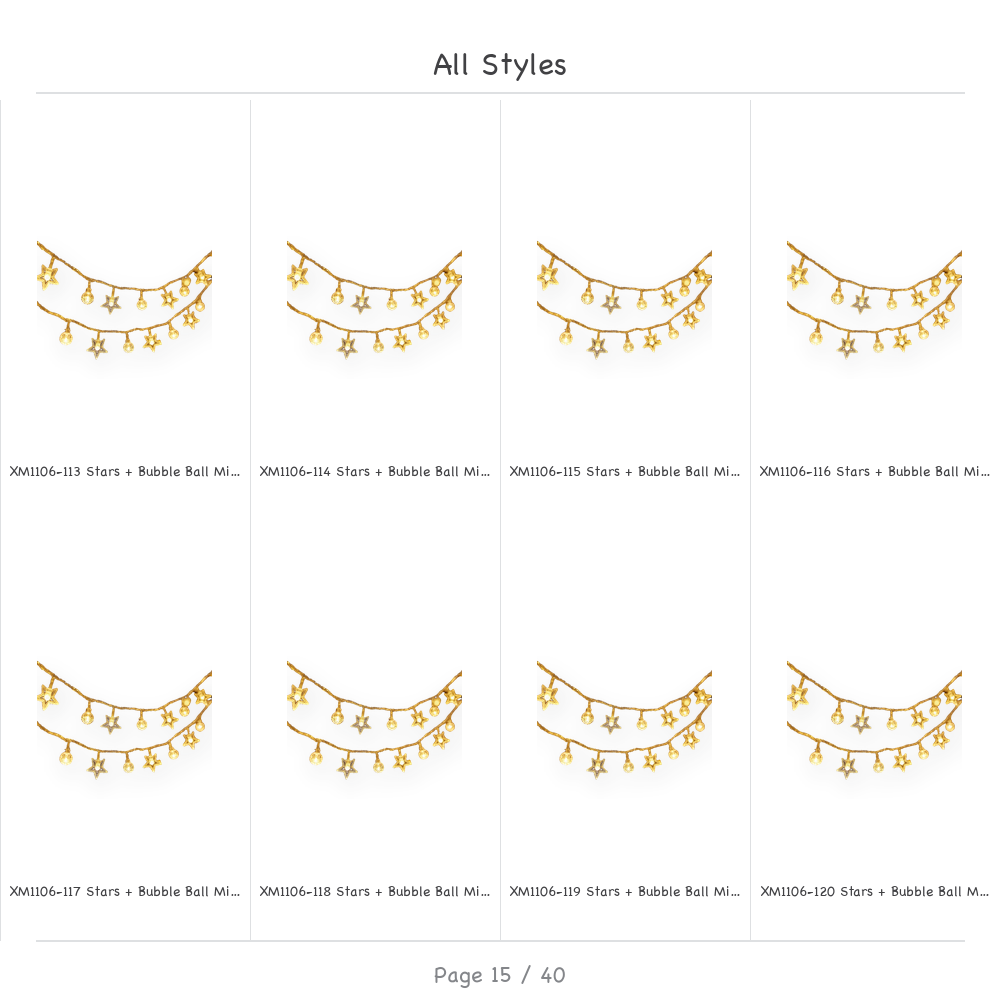 All Styles
XM1106-113 Stars + Bubble Ball Mi...
XM1106-114 Stars + Bubble Ball Mi...
XM1106-115 Stars + Bubble Ball Mi...
XM1106-116 Stars + Bubble Ball Mi...
XM1106-117 Stars + Bubble Ball Mi...
XM1106-118 Stars + Bubble Ball Mi...
XM1106-119 Stars + Bubble Ball Mi...
XM1106-120 Stars + Bubble Ball M...
Page 15 / 40